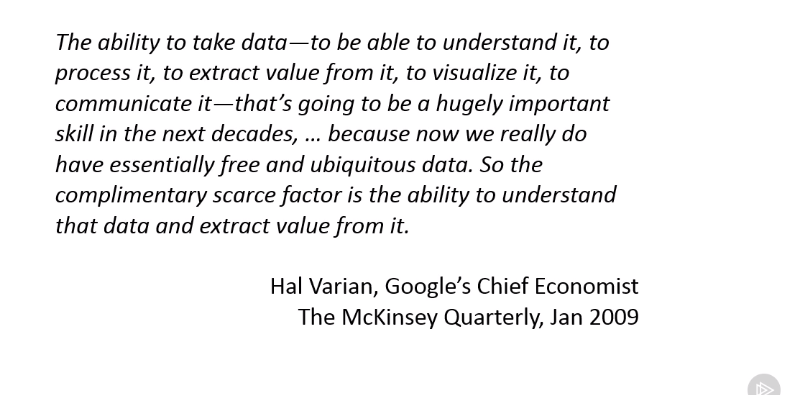 The ability to take data—to be able to understand it, to
process it, to extract value from it, to visualize it, to
communicate it—that’s going to be a hugely important
skill in the next decades, … because now we really do
have essentially free and ubiquitous data. So the
complimentary scarce factor is the ability to understand
that data and extract value from it.
Hal Varian, Google’s Chief Economist
The McKinsey Quarterly, Jan 2009